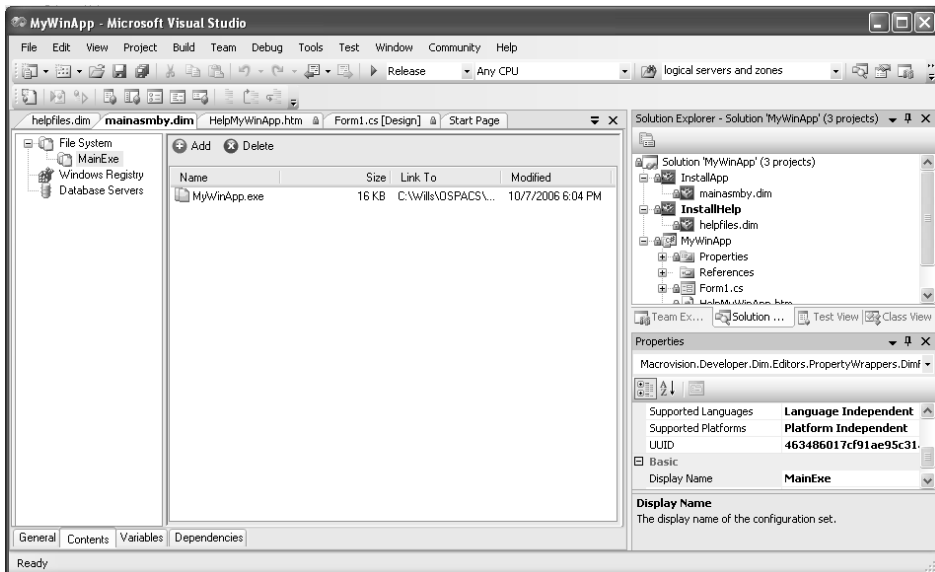 MyWinApp - Microsoft Visual Studio
File Edit View Project Build Team Debug Tools Test Window Community Help
Release Any CPU logical servers and zones
helpfiles.dim mainasmby.dim HelpMyWinApp.htm Form1.cs [Design] Start Page
File System
MainExe
Windows Registry
Database Servers
Add Delete
Name Size Link To Modified
MyWinApp.exe 16 KB C:\Wills\OSPACS\... 10/7/2006 6:04 PM
General Contents Variables Dependencies
Ready
Solution Explorer - Solution 'MyWinApp' (3 projects)
Solution 'MyWinApp' (3 projects)
InstallApp
mainasmby.dim
InstallHelp
helpfiles.dim
MyWinApp
Properties
References
Form1.cs
HelpMyWinApp.htm
Team Ex... Solution ... Test View Class View
Properties
Macrovision.Developer.Dim.Editors.PropertyWrappers.DimF
Supported Languages Language Independent
Supported Platforms Platform Independent
UUID 463486017cf91ae95c31
Basic
Display Name MainExe
Display Name
The display name of the configuration set.